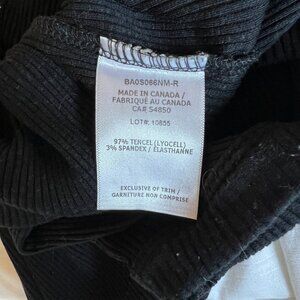 BA0S066NM-R
MADE IN CANADA /
FABRIQUÉ AU CANADA
CA# 54850
LOT#: 10855
97% TENCEL (LYOCELL)
3% SPANDEX / ÉLASTHANNE
EXCLUSIVE OF TRIM /
GARNITURE NON COMPRISE